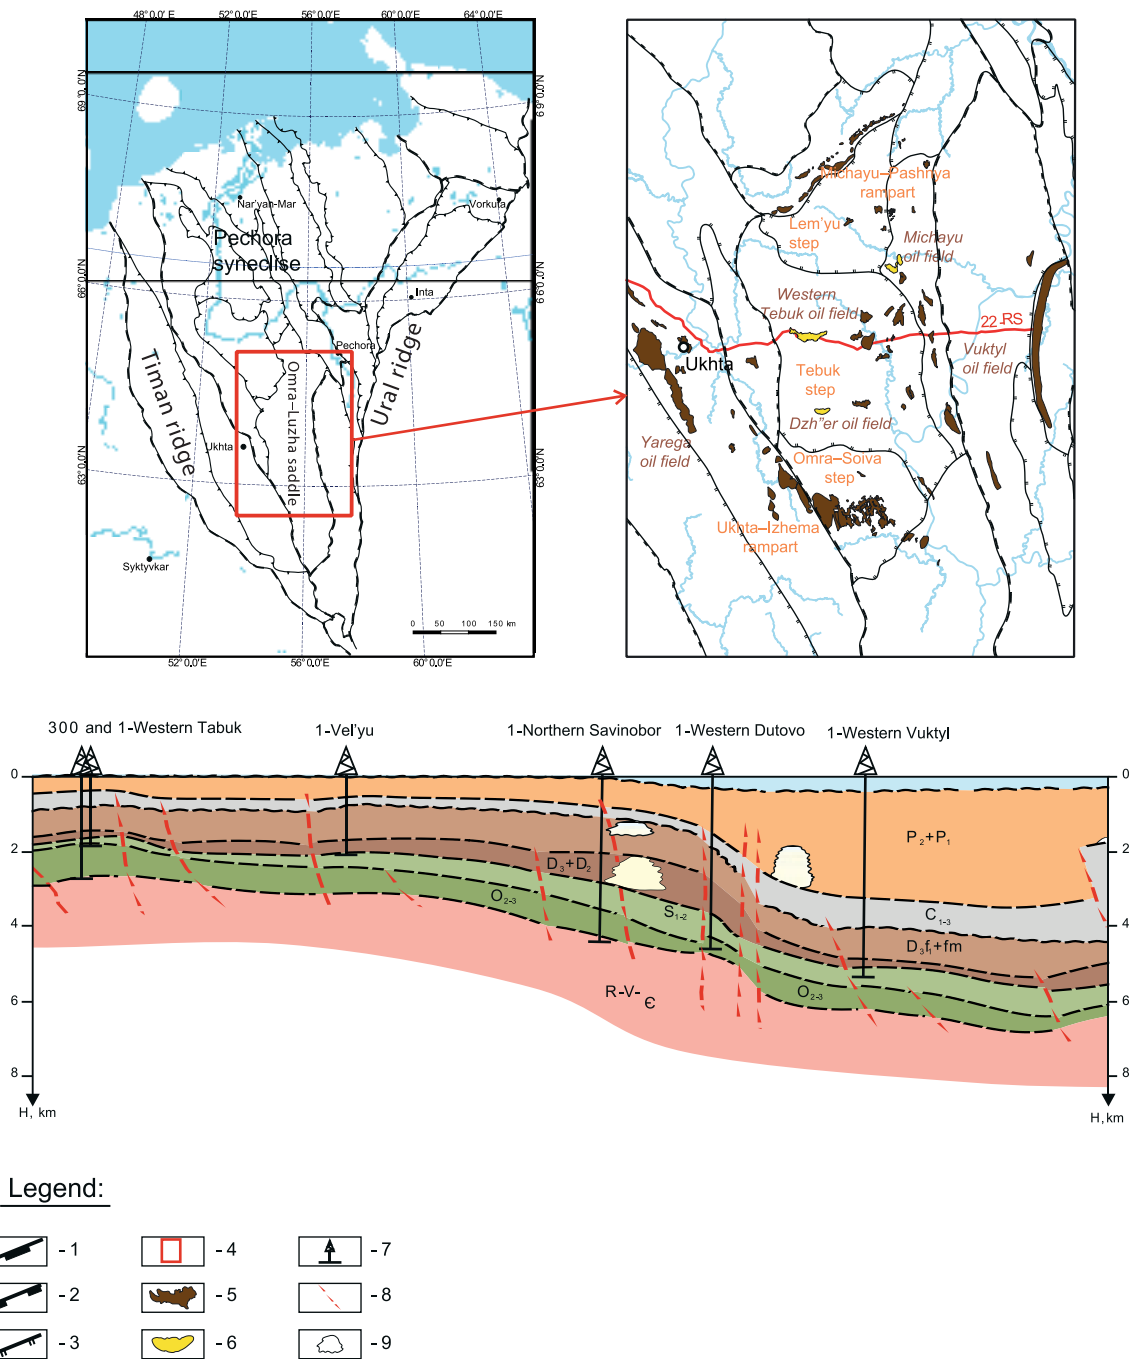 48°0.0' E 52°0.0'E 56°0.0'E 60°0.0'E 64°0.0'E
69°0.0'N
69°0.0'N
Nar'yan-Mar
Vorkuta
Pechora
syneclise
66°0.0'N
66°0.0'N
Inta
Pechora
Timan ridge
Omra–Luzha saddle
Ural ridge
Ukhta
63°0.0'N
63°0.0'N
Syktyvkar
0 50 100 150 km
52°0.0'E 56°0.0'E 60°0.0'E
Michayu–Pashnya
rampart
Lem'yu
step
Michayu
oil field
Western
Tebuk oil field
22-RS
Vuktyl
oil field
Ukhta
Tebuk
step
Dzh"er oil field
Yarega
oil field
Omra–Soiva
step
Ukhta–Izhema
rampart
300 and 1-Western Tabuk 1-Vel'yu 1-Northern Savinobor 1-Western Dutovo 1-Western Vuktyl
0 0
P₂+P₁
2 2
D₃+D₂
O₂₋₃
S₁₋₂
C₁₋₃
4 4
D₃f₁+fm
R-V-Є
O₂₋₃
6 6
8 8
H, km H, km
Legend:
- 1 - 4 - 7
- 2 - 5 - 8
- 3 - 6 - 9